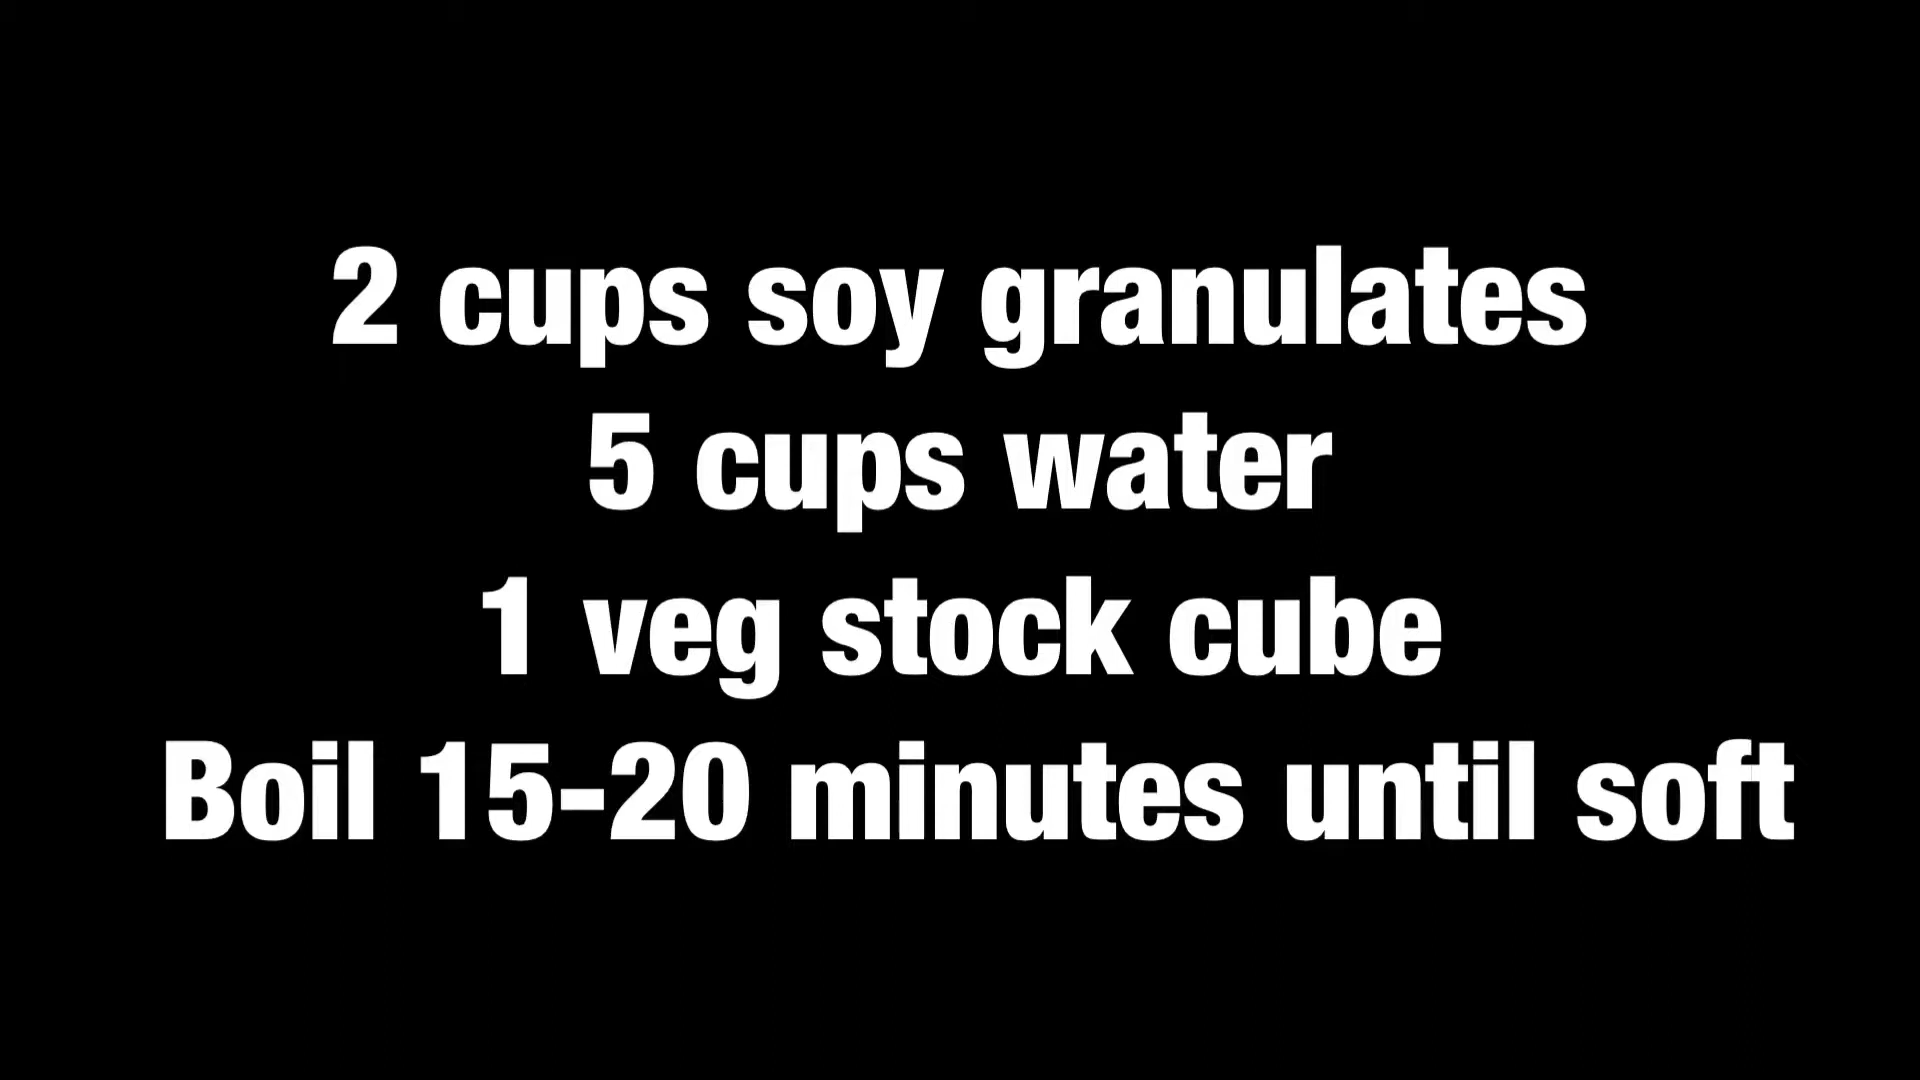 2 cups soy granulates
5 cups water
1 veg stock cube
Boil 15-20 minutes until soft